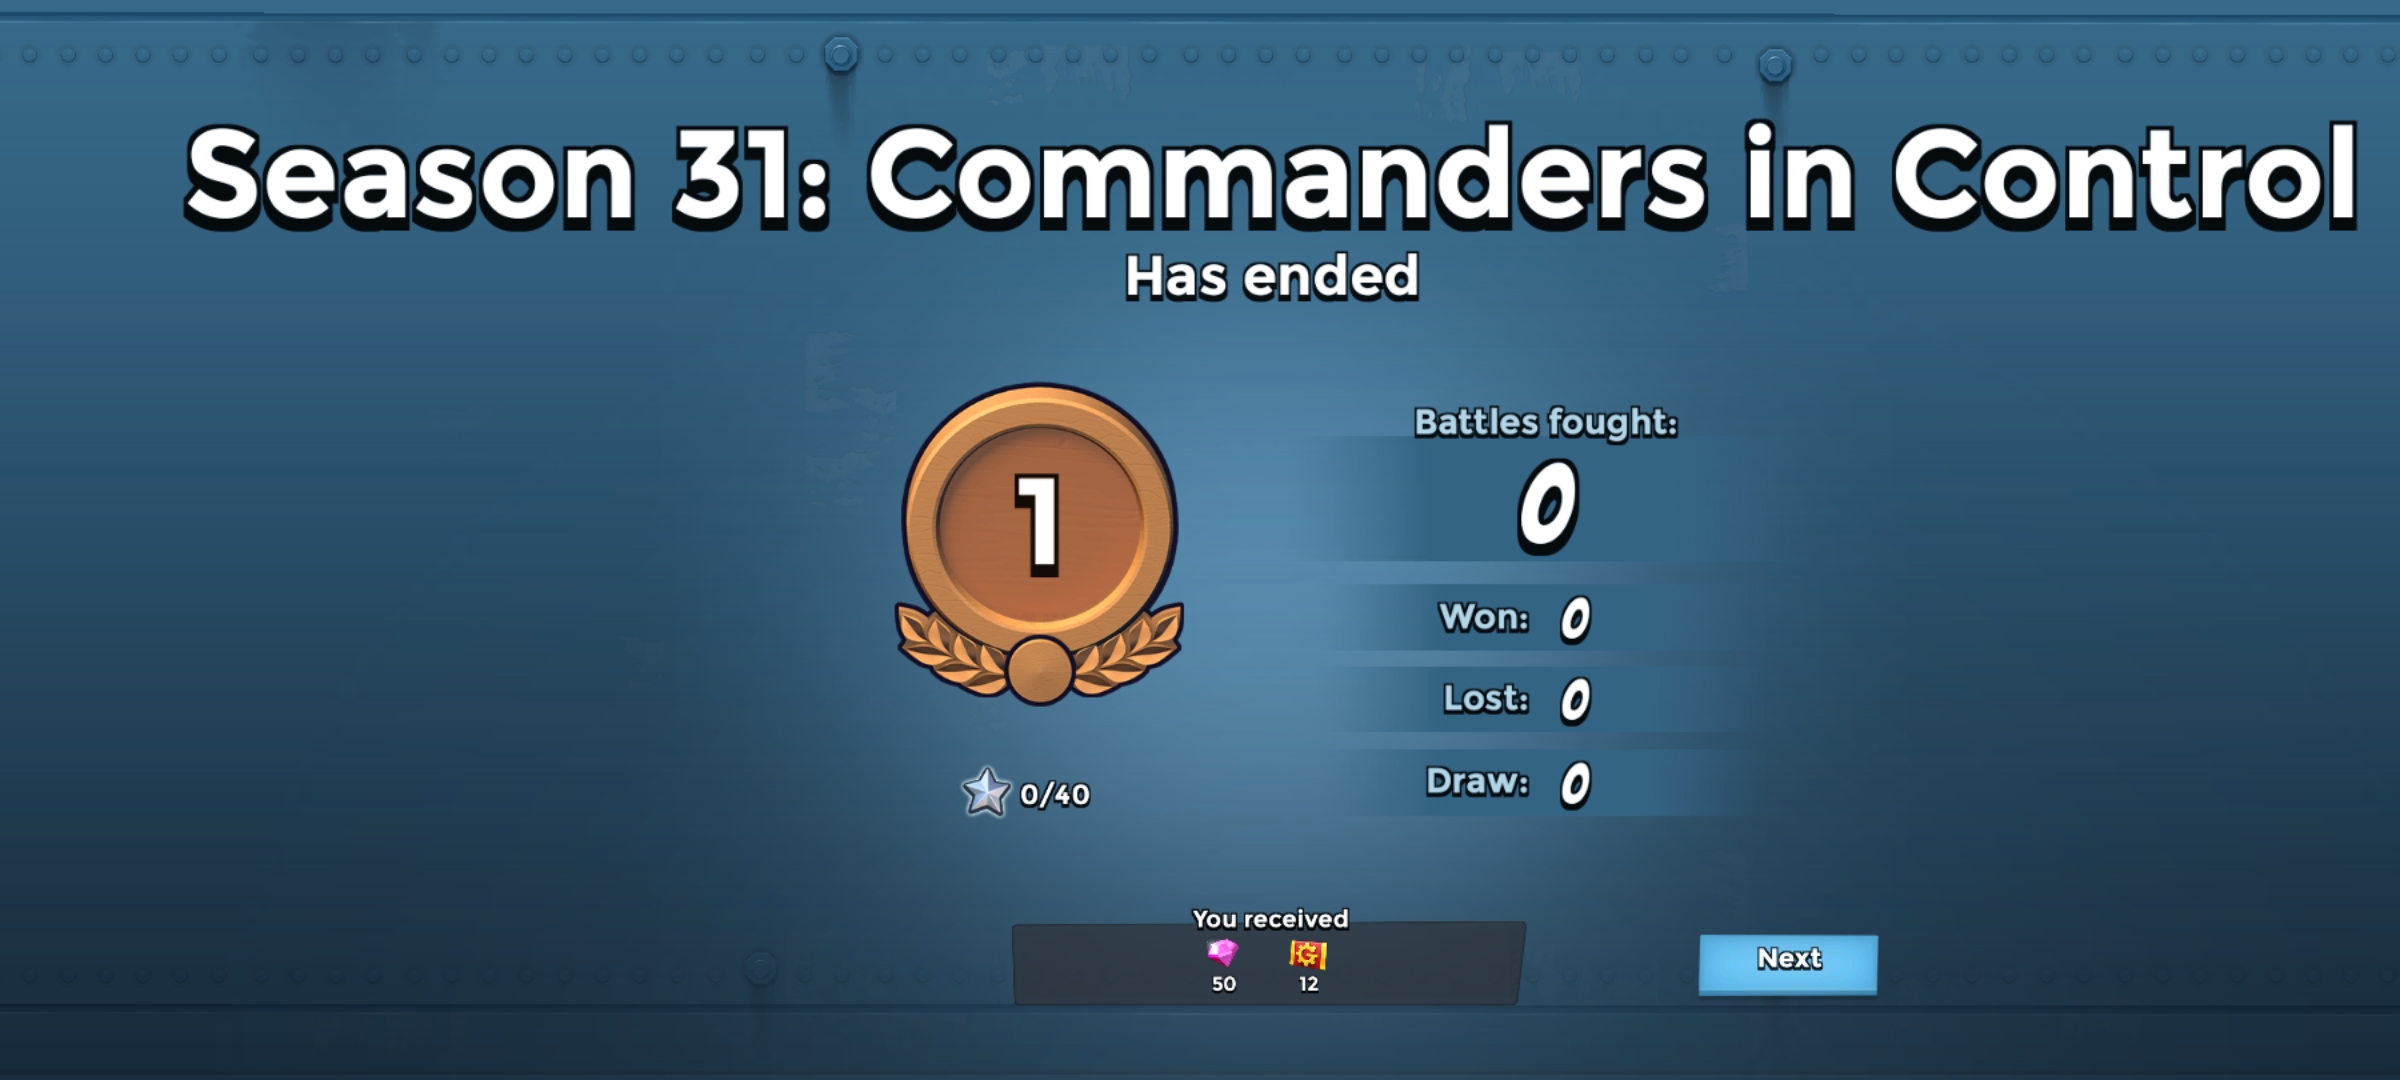 Season 31: Commanders in Control
Has ended
1
0/40
Battles fought:
0
Won: 0
Lost: 0
Draw: 0
You received
50 12
Next